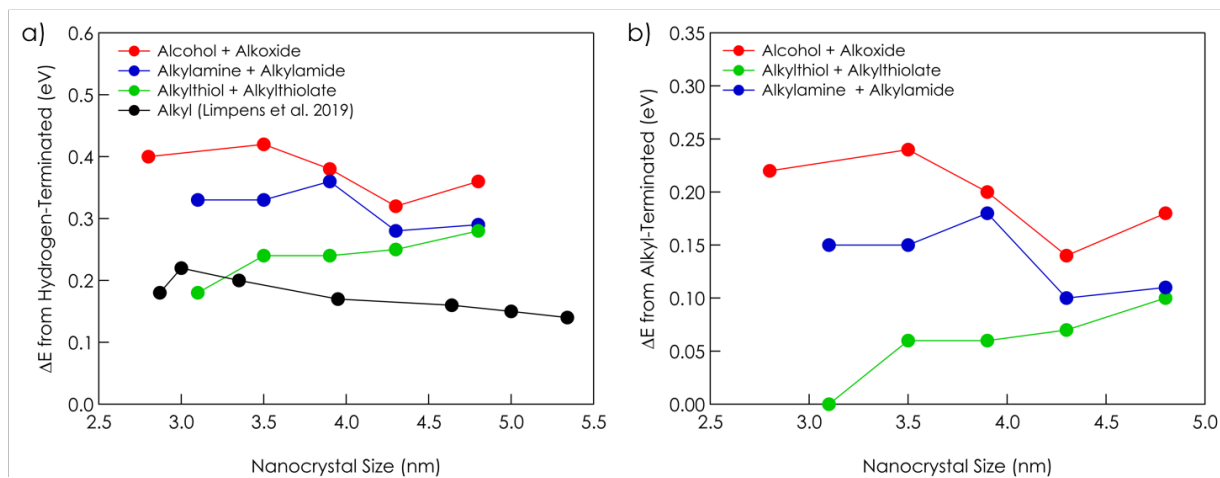 a)
Alcohol + Alkoxide
Alkylamine + Alkylamide
Alkylthiol + Alkylthiolate
Alkyl (Limpens et al. 2019)
ΔE from Hydrogen-Terminated (eV)
0.6
0.5
0.4
0.3
0.2
0.1
0.0
2.5 3.0 3.5 4.0 4.5 5.0 5.5
Nanocrystal Size (nm)
b)
Alcohol + Alkoxide
Alkylthiol + Alkylthiolate
Alkylamine + Alkylamide
ΔE from Alkyl-Terminated (eV)
0.35
0.30
0.25
0.20
0.15
0.10
0.05
0.00
2.5 3.0 3.5 4.0 4.5 5.0
Nanocrystal Size (nm)